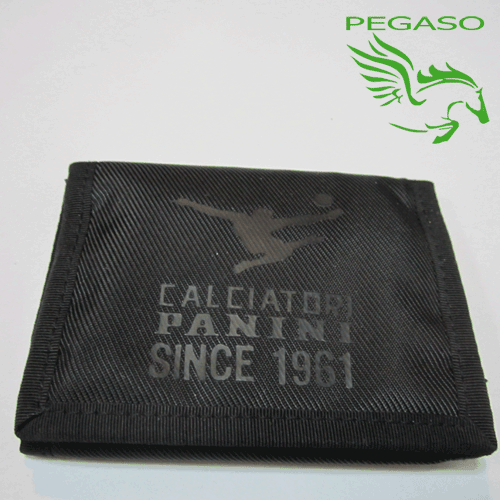 PEGASO
CALCIATORI
PANINI
SINCE 1961